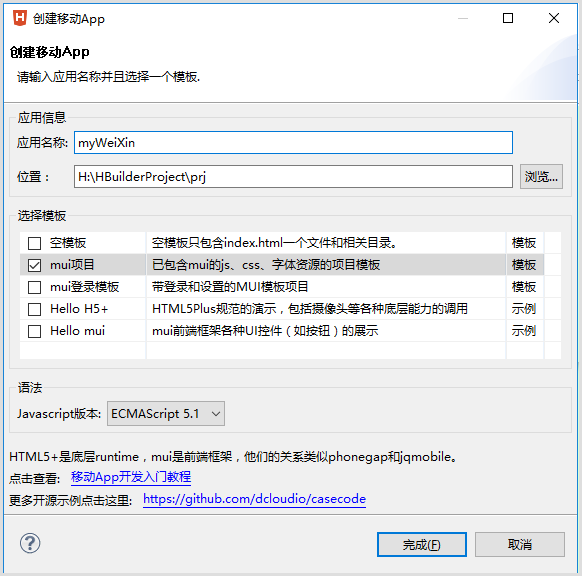 创建移动App
创建移动App
请输入应用名称并且选择一个模板.
应用信息
应用名称: myWeiXin
位置： H:\HBuilderProject\prj 浏览...
选择模板
空模板 空模板只包含index.html一个文件和相关目录。 模板
mui项目 已包含mui的js、css、字体资源的项目模板 模板
mui登录模板 带登录和设置的MUI模板项目 模板
Hello H5+ HTML5Plus规范的演示，包括摄像头等各种底层能力的调用 示例
Hello mui mui前端框架各种UI控件（如按钮）的展示 示例
语法
Javascript版本: ECMAScript 5.1
HTML5+是底层runtime，mui是前端框架，他们的关系类似phonegap和jqmobile。
点击查看: 移动App开发入门教程
更多开源示例点击这里: https://github.com/dcloudio/casecode
? 完成(F) 取消